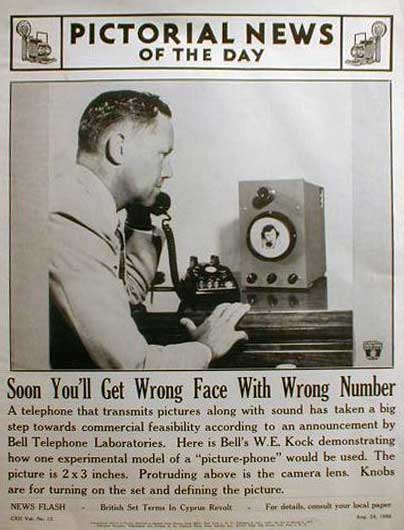 PICTORIAL NEWS
OF THE DAY
Soon You'll Get Wrong Face With Wrong Number
A telephone that transmits pictures along with sound has taken a big
step towards commercial feasibility according to an announcement by
Bell Telephone Laboratories. Here is Bell's W.E. Kock demonstrating
how one experimental model of a "picture-phone" would be used. The
picture is 2 x 3 inches. Protruding above is the camera lens. Knobs
are for turning on the set and defining the picture.
NEWS FLASH - British Set Terms In Cyprus Revolt - For details, consult your local paper
CXII Vol. No. 12 Aug. 24, 1956